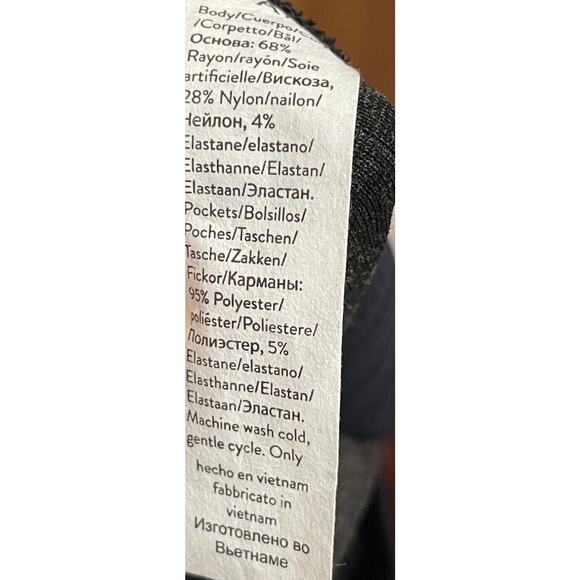 Body/Cuerpo/Co
/Corpetto/Bål/
Основа: 68%
Rayon/rayón/Soie
artificielle/Вискоза,
28% Nylon/nailon/
Нейлон, 4%
Elastane/elastano/
Elasthanne/Elastan/
Elastaan/Эластан.
Pockets/Bolsillos/
Poches/Taschen/
Tasche/Zakken/
Fickor/Карманы:
95% Polyester/
poliéster/Poliestere/
Полиэстер, 5%
Elastane/elastano/
Elasthanne/Elastan/
Elastaan/Эластан.
Machine wash cold,
gentle cycle. Only
hecho en vietnam
fabbricato in
vietnam
Изготовлено во
Вьетнаме